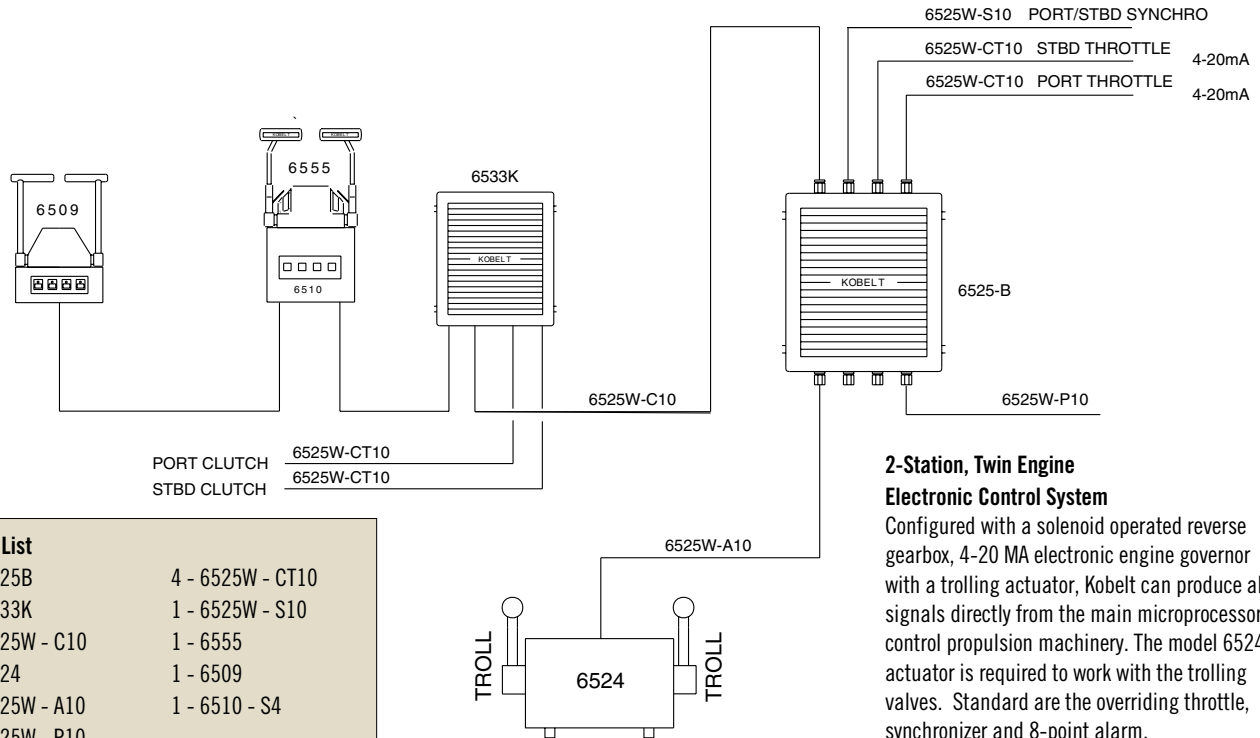 6525W-S10 PORT/STBD SYNCHRO
6525W-CT10 STBD THROTTLE 4-20mA
6525W-CT10 PORT THROTTLE 4-20mA
KOBELT KOBELT
6555
6533K
6509
KOBELT
6510
KOBELT
6525-B
6525W-C10
6525W-P10
PORT CLUTCH 6525W-CT10
STBD CLUTCH 6525W-CT10
6525W-A10
TROLL
6524
TROLL
List
25B
33K
25W - C10
24
25W - A10
25W - P10
4 - 6525W - CT10
1 - 6525W - S10
1 - 6555
1 - 6509
1 - 6510 - S4
2-Station, Twin Engine
Electronic Control System
Configured with a solenoid operated reverse
gearbox, 4-20 MA electronic engine governor
with a trolling actuator, Kobelt can produce al
signals directly from the main microprocessor
control propulsion machinery. The model 6524
actuator is required to work with the trolling
valves. Standard are the overriding throttle,
synchronizer and 8-point alarm.